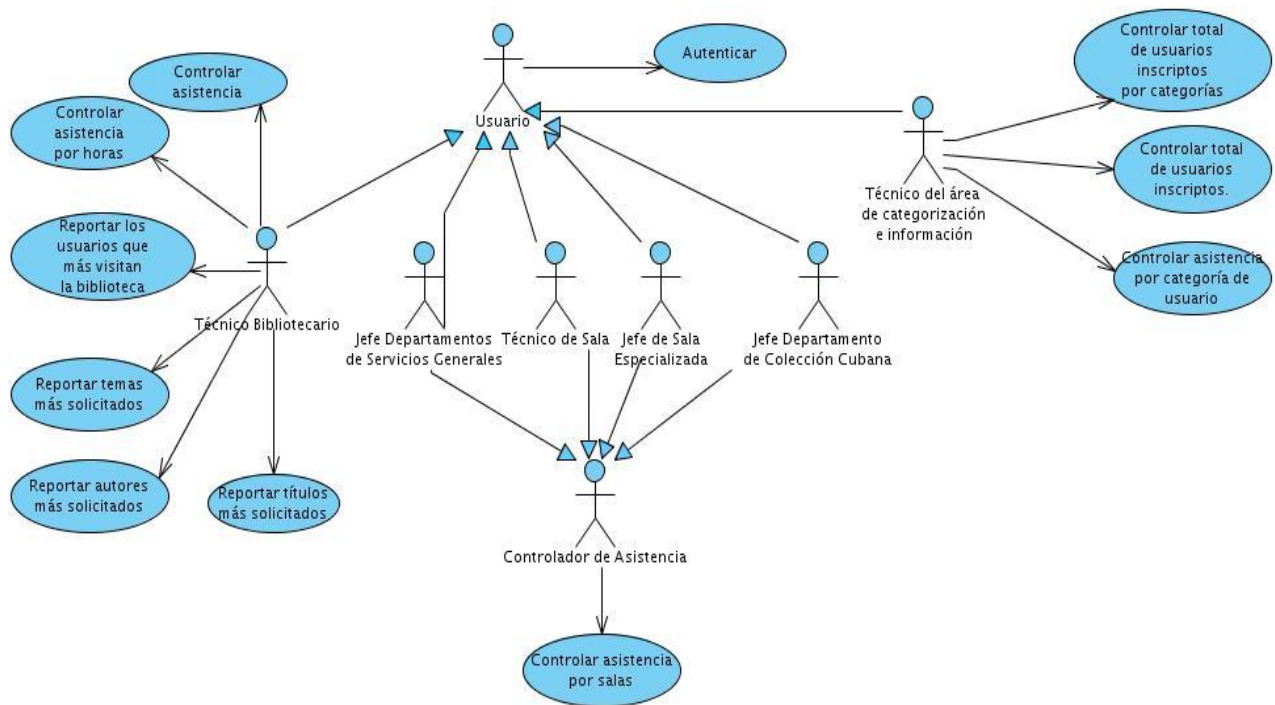 Autenticar
Controlar total
de usuarios
inscriptos
por categorías
Controlar
asistencia
Controlar
asistencia
por horas
Usuario
Controlar total
de usuarios
inscriptos.
Técnico del área
de categorización
e información
Reportar los
usuarios que
más visitan
la biblioteca
Controlar asistencia
por categoría de
usuario
Técnico Bibliotecario
Jefe Departamentos
de Servicios Generales
Técnico de Sala
Jefe de Sala
Especializada
Jefe Departamento
de Colección Cubana
Reportar temas
más solicitados
Reportar autores
más solicitados
Reportar títulos
más solicitados
Controlador de Asistencia
Controlar asistencia
por salas